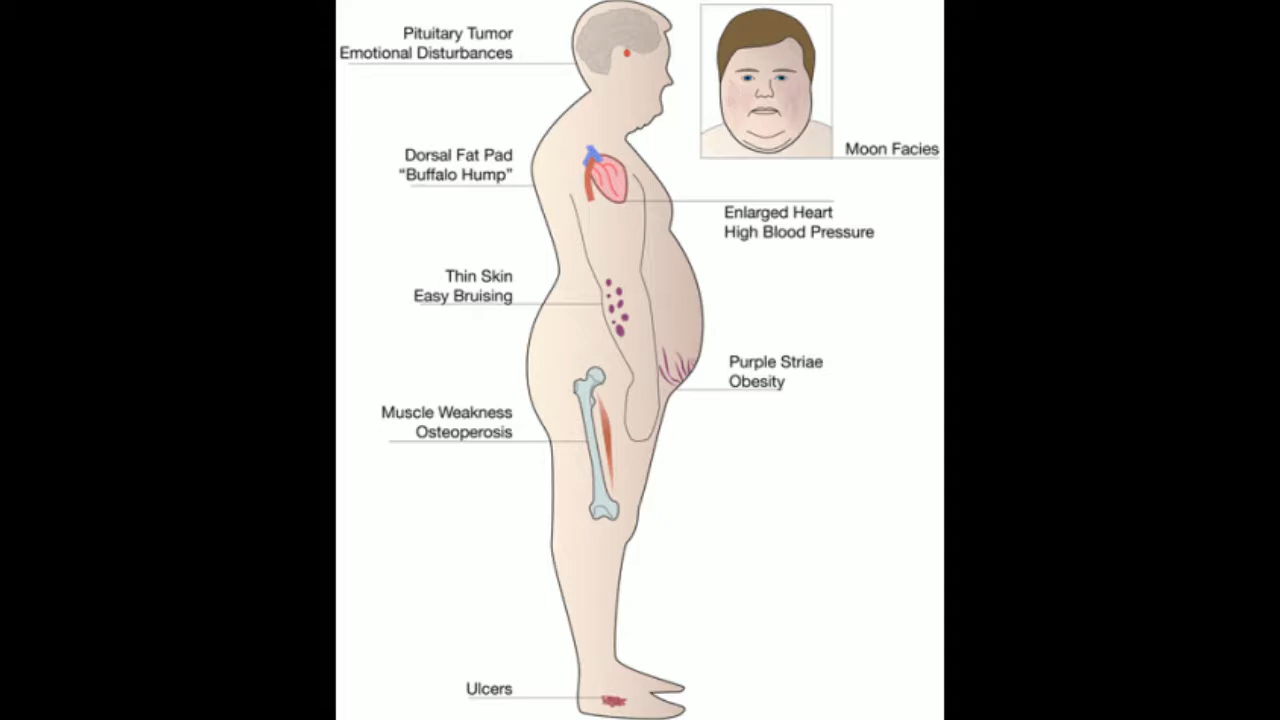 Pituitary Tumor
Emotional Disturbances
Dorsal Fat Pad
“Buffalo Hump”
Thin Skin
Easy Bruising
Muscle Weakness
Osteoperosis
Ulcers
Moon Facies
Enlarged Heart
High Blood Pressure
Purple Striae
Obesity